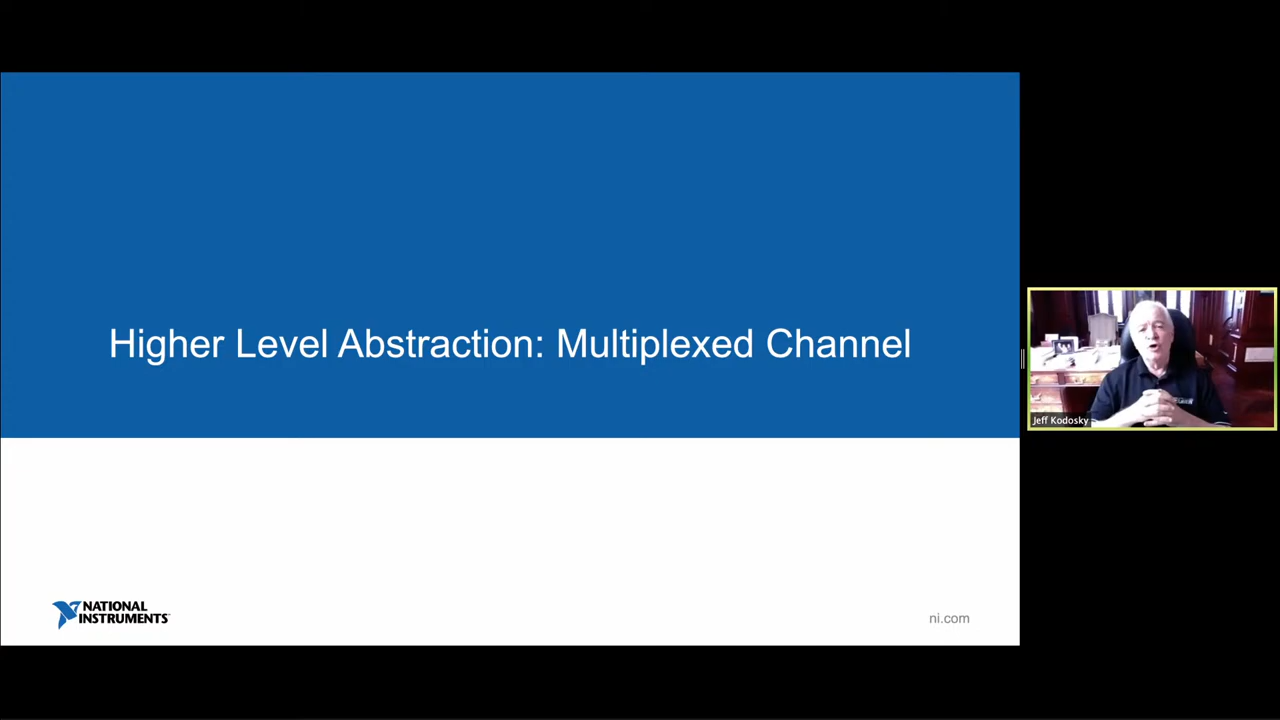 Higher Level Abstraction: Multiplexed Channel
NATIONAL
INSTRUMENTS
ni.com
Jeff Kodosky